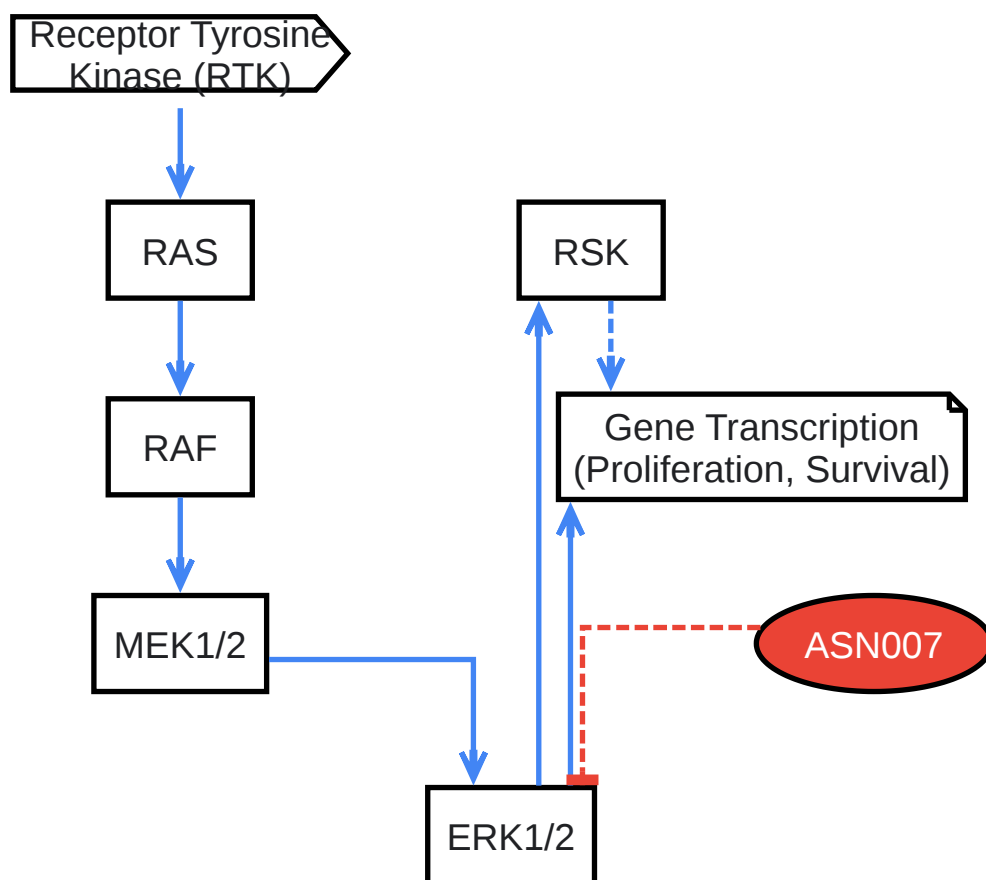 Receptor Tyrosine
Kinase (RTK)
RAS
RSK
RAF
Gene Transcription
(Proliferation, Survival)
MEK1/2
ASN007
ERK1/2